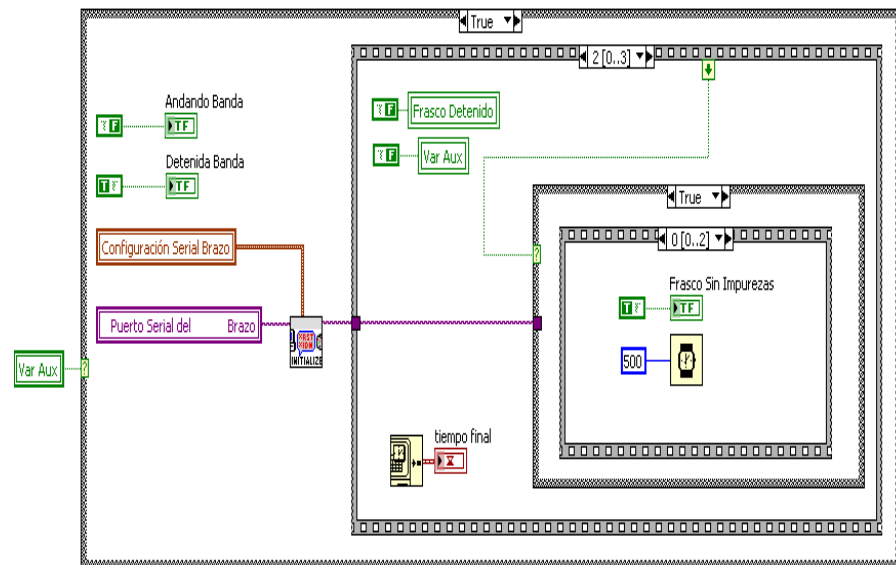 True
2 [0..3]
Andando Banda
F
TF
Frasco Detenido
Detenida Banda
F
Var Aux
T
TF
True
Configuración Serial Brazo
0 [0..2]
Frasco Sin Impurezas
T
TF
Puerto Serial del Brazo
INITIALIZE
500
Var Aux
?
?
tiempo final